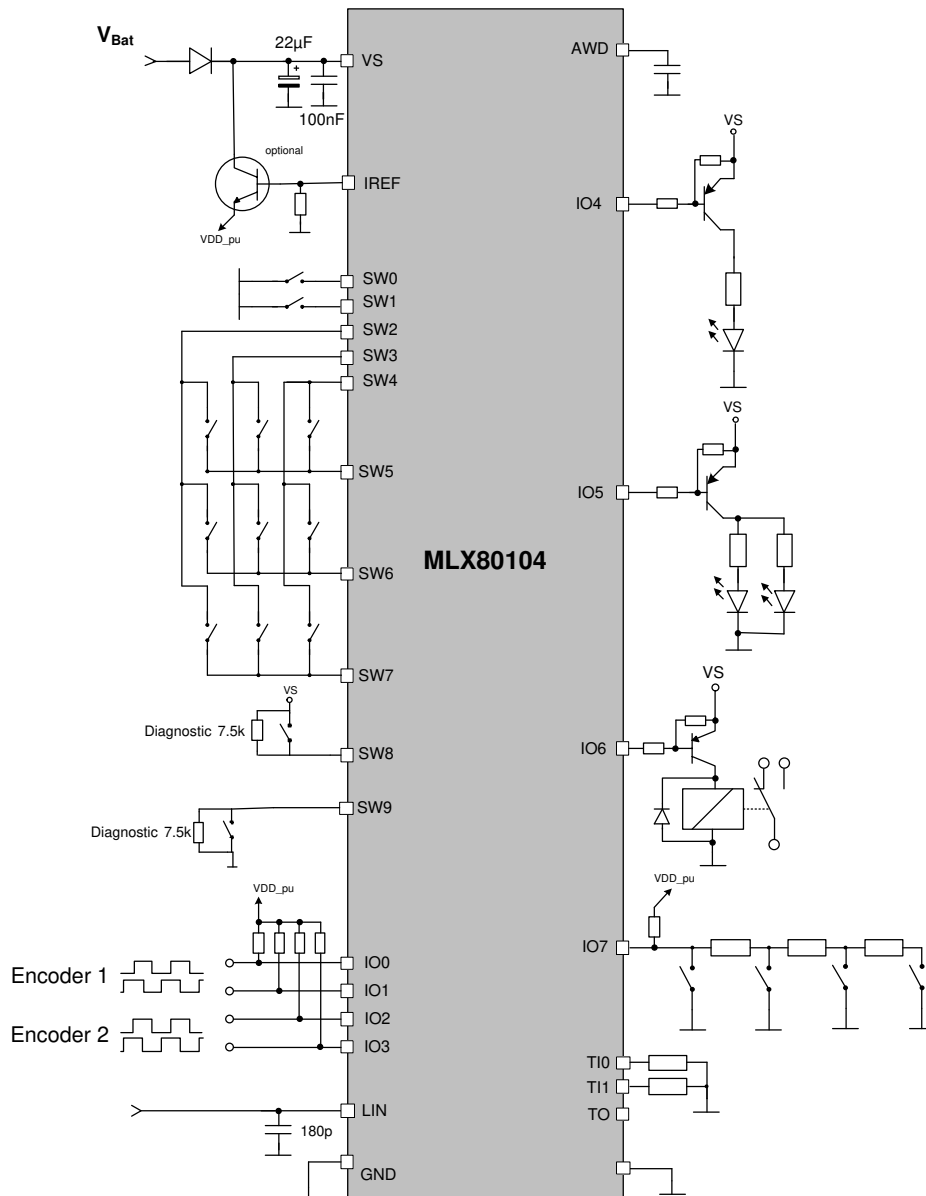 VBat
22µF
+
100nF
optional
VDD_pu
VS
IREF
SW0
SW1
SW2
SW3
SW4
SW5
SW6
SW7
VS
Diagnostic 7.5k
SW8
SW9
Diagnostic 7.5k
VDD_pu
Encoder 1
Encoder 2
IO0
IO1
IO2
IO3
LIN
180p
GND
MLX80104
AWD
VS
IO4
VS
IO5
VS
IO6
VDD_pu
IO7
TI0
TI1
TO